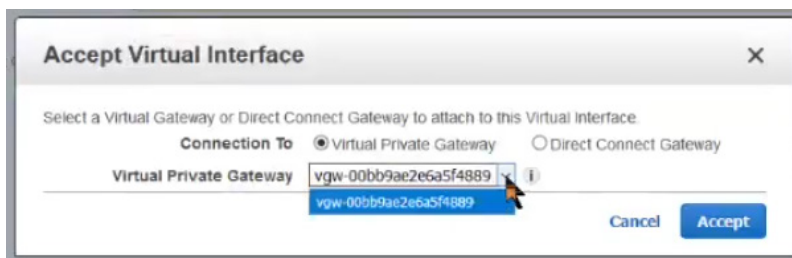 Accept Virtual Interface
Select a Virtual Gateway or Direct Connect Gateway to attach to this Virtual Interface.
Connection To Virtual Private Gateway Direct Connect Gateway
Virtual Private Gateway vgw-00bb9ae2e6a5f4889
vgw-00bb9ae2e6a5f4889
Cancel Accept